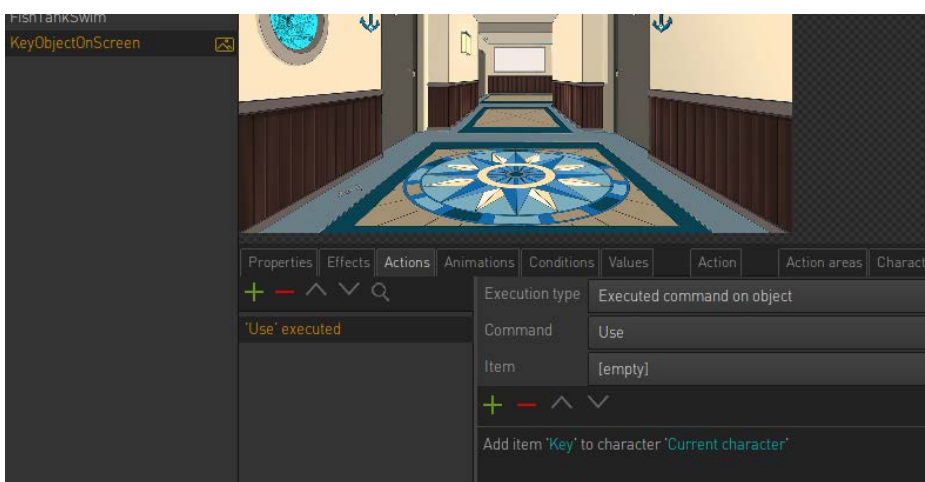 FishTankSwim
KeyObjectOnScreen
Properties Effects Actions Animations Conditions Values Action Action areas Charact
Execution type Executed command on object
'Use' executed
Command Use
Item [empty]
Add item 'Key' to character 'Current character'